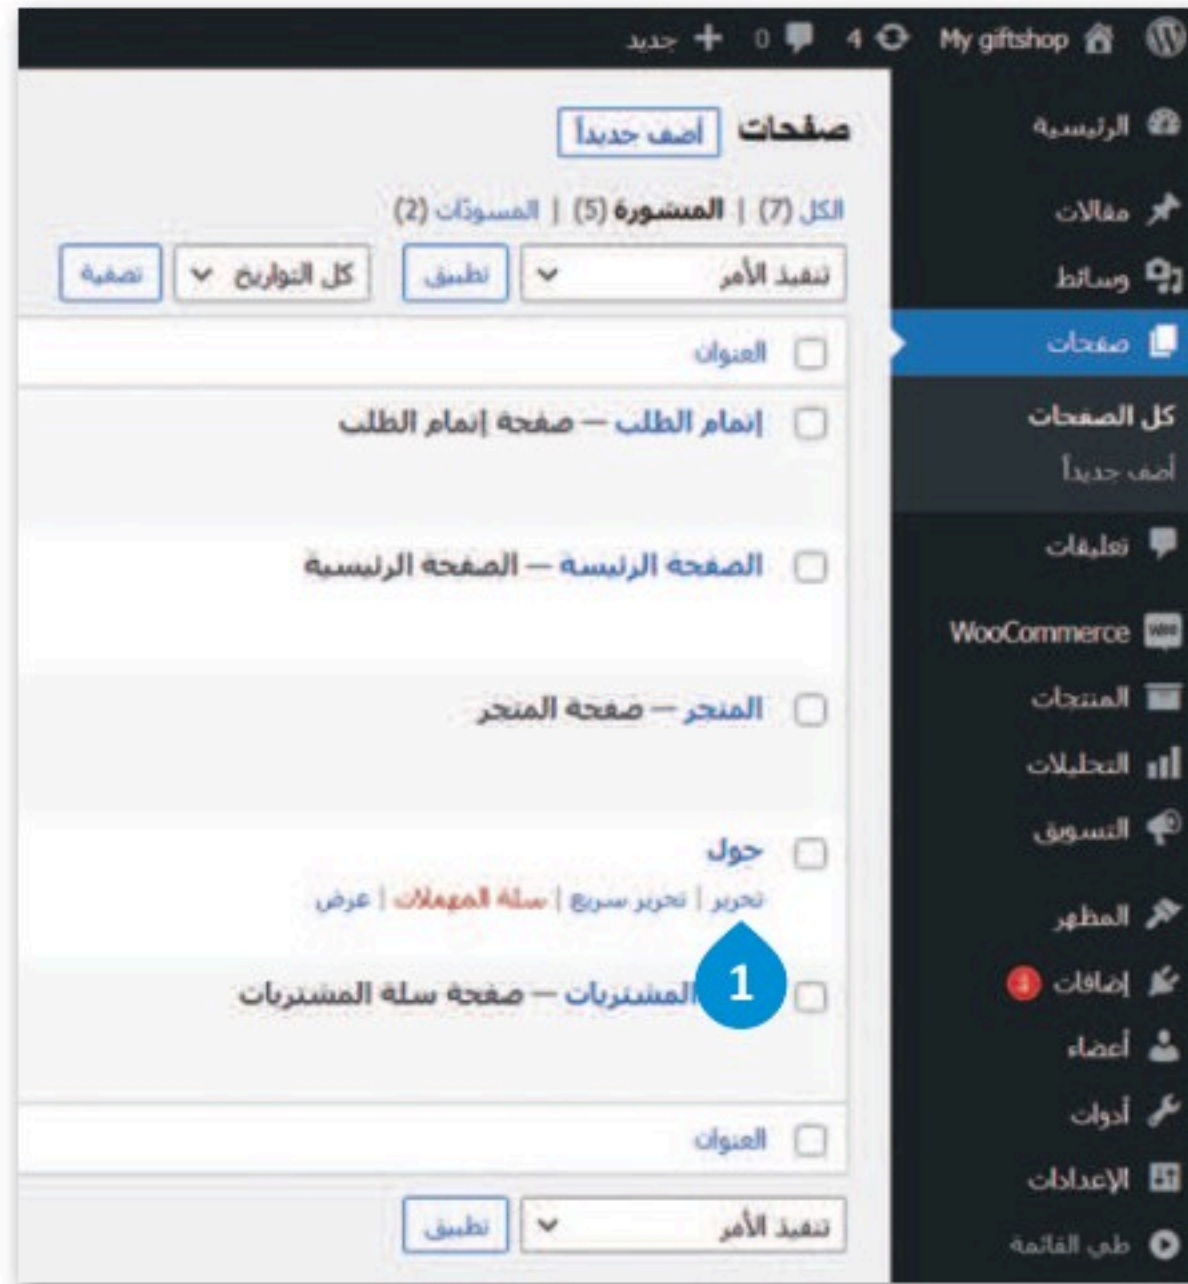 My giftshop 4 0 + جديد
الرئيسية
مقالات
وسائط
صفحات
كل الصفحات
أضف جديداً
تعليقات
WooCommerce
المنتجات
التحليلات
التسويق
المظهر
إضافات
أعضاء
أدوات
الإعدادات
طي القائمة
صفحات أضف جديداً
الكل (7) | المنشورة (5) | المسودّات (2)
تنفيذ الأمر تطبيق كل التواريخ تصفية
العنوان
إتمام الطلب — صفحة إتمام الطلب
الصفحة الرئيسة — الصفحة الرئيسية
المتجر — صفحة المتجر
حول
تحرير | تحرير سريع | سلة المهملات | عرض
1
المشتريات — صفحة سلة المشتريات
العنوان
تنفيذ الأمر تطبيق